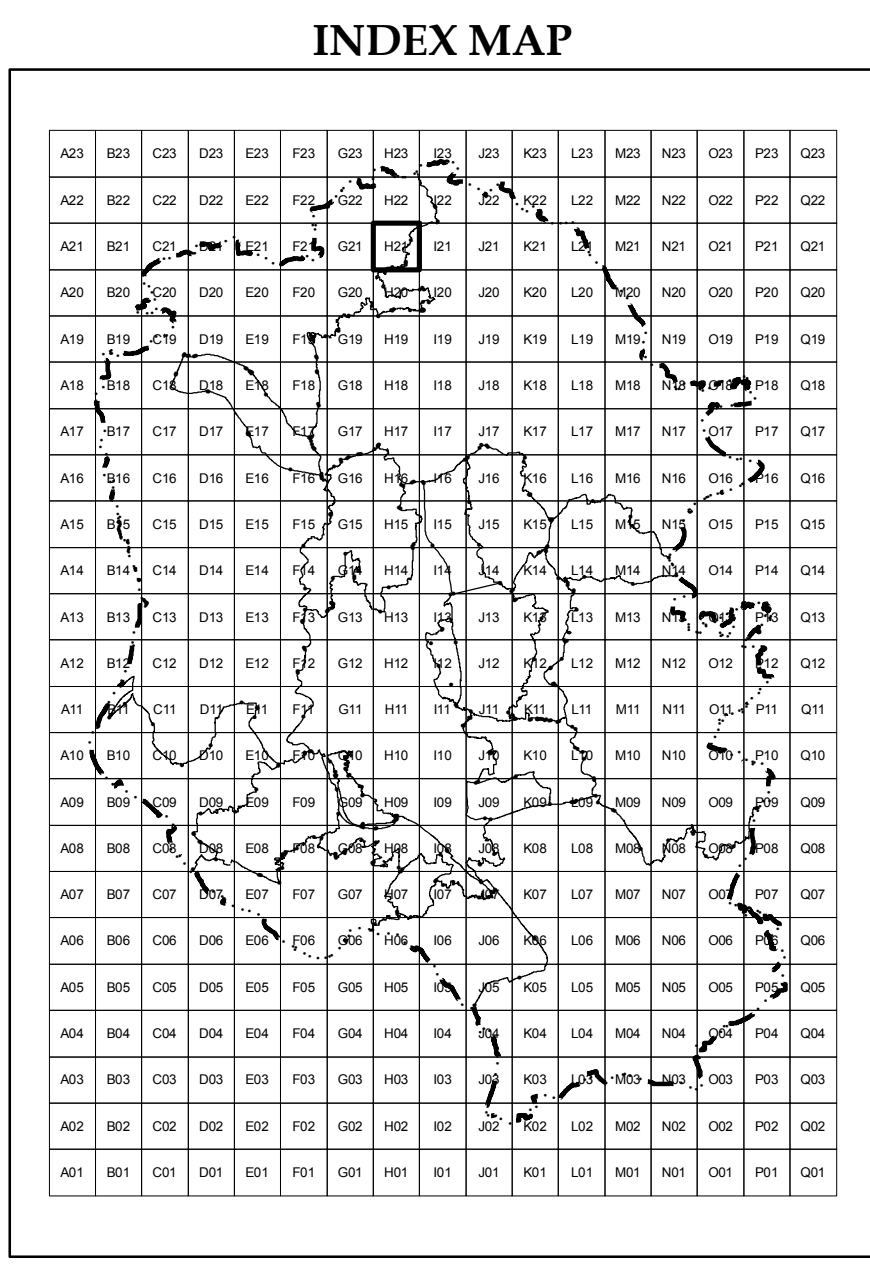 INDEX MAP
A23 B23 C23 D23 E23 F23 G23 H23 I23 J23 K23 L23 M23 N23 O23 P23 Q23
A22 B22 C22 D22 E22 F22 G22 H22 I22 J22 K22 L22 M22 N22 O22 P22 Q22
A21 B21 C21 D21 E21 F21 G21 H21 I21 J21 K21 L21 M21 N21 O21 P21 Q21
A20 B20 C20 D20 E20 F20 G20 H20 I20 J20 K20 L20 M20 N20 O20 P20 Q20
A19 B19 C19 D19 E19 F19 G19 H19 I19 J19 K19 L19 M19 N19 O19 P19 Q19
A18 B18 C18 D18 E18 F18 G18 H18 I18 J18 K18 L18 M18 N18 O18 P18 Q18
A17 B17 C17 D17 E17 F17 G17 H17 I17 J17 K17 L17 M17 N17 O17 P17 Q17
A16 B16 C16 D16 E16 F16 G16 H16 I16 J16 K16 L16 M16 N16 O16 P16 Q16
A15 B15 C15 D15 E15 F15 G15 H15 I15 J15 K15 L15 M15 N15 O15 P15 Q15
A14 B14 C14 D14 E14 F14 G14 H14 I14 J14 K14 L14 M14 N14 O14 P14 Q14
A13 B13 C13 D13 E13 F13 G13 H13 I13 J13 K13 L13 M13 N13 O13 P13 Q13
A12 B12 C12 D12 E12 F12 G12 H12 I12 J12 K12 L12 M12 N12 O12 P12 Q12
A11 B11 C11 D11 E11 F11 G11 H11 I11 J11 K11 L11 M11 N11 O11 P11 Q11
A10 B10 C10 D10 E10 F10 G10 H10 I10 J10 K10 L10 M10 N10 O10 P10 Q10
A09 B09 C09 D09 E09 F09 G09 H09 I09 J09 K09 L09 M09 N09 O09 P09 Q09
A08 B08 C08 D08 E08 F08 G08 H08 I08 J08 K08 L08 M08 N08 O08 P08 Q08
A07 B07 C07 D07 E07 F07 G07 H07 I07 J07 K07 L07 M07 N07 O07 P07 Q07
A06 B06 C06 D06 E06 F06 G06 H06 I06 J06 K06 L06 M06 N06 O06 P06 Q06
A05 B05 C05 D05 E05 F05 G05 H05 I05 J05 K05 L05 M05 N05 O05 P05 Q05
A04 B04 C04 D04 E04 F04 G04 H04 I04 J04 K04 L04 M04 N04 O04 P04 Q04
A03 B03 C03 D03 E03 F03 G03 H03 I03 J03 K03 L03 M03 N03 O03 P03 Q03
A02 B02 C02 D02 E02 F02 G02 H02 I02 J02 K02 L02 M02 N02 O02 P02 Q02
A01 B01 C01 D01 E01 F01 G01 H01 I01 J01 K01 L01 M01 N01 O01 P01 Q01